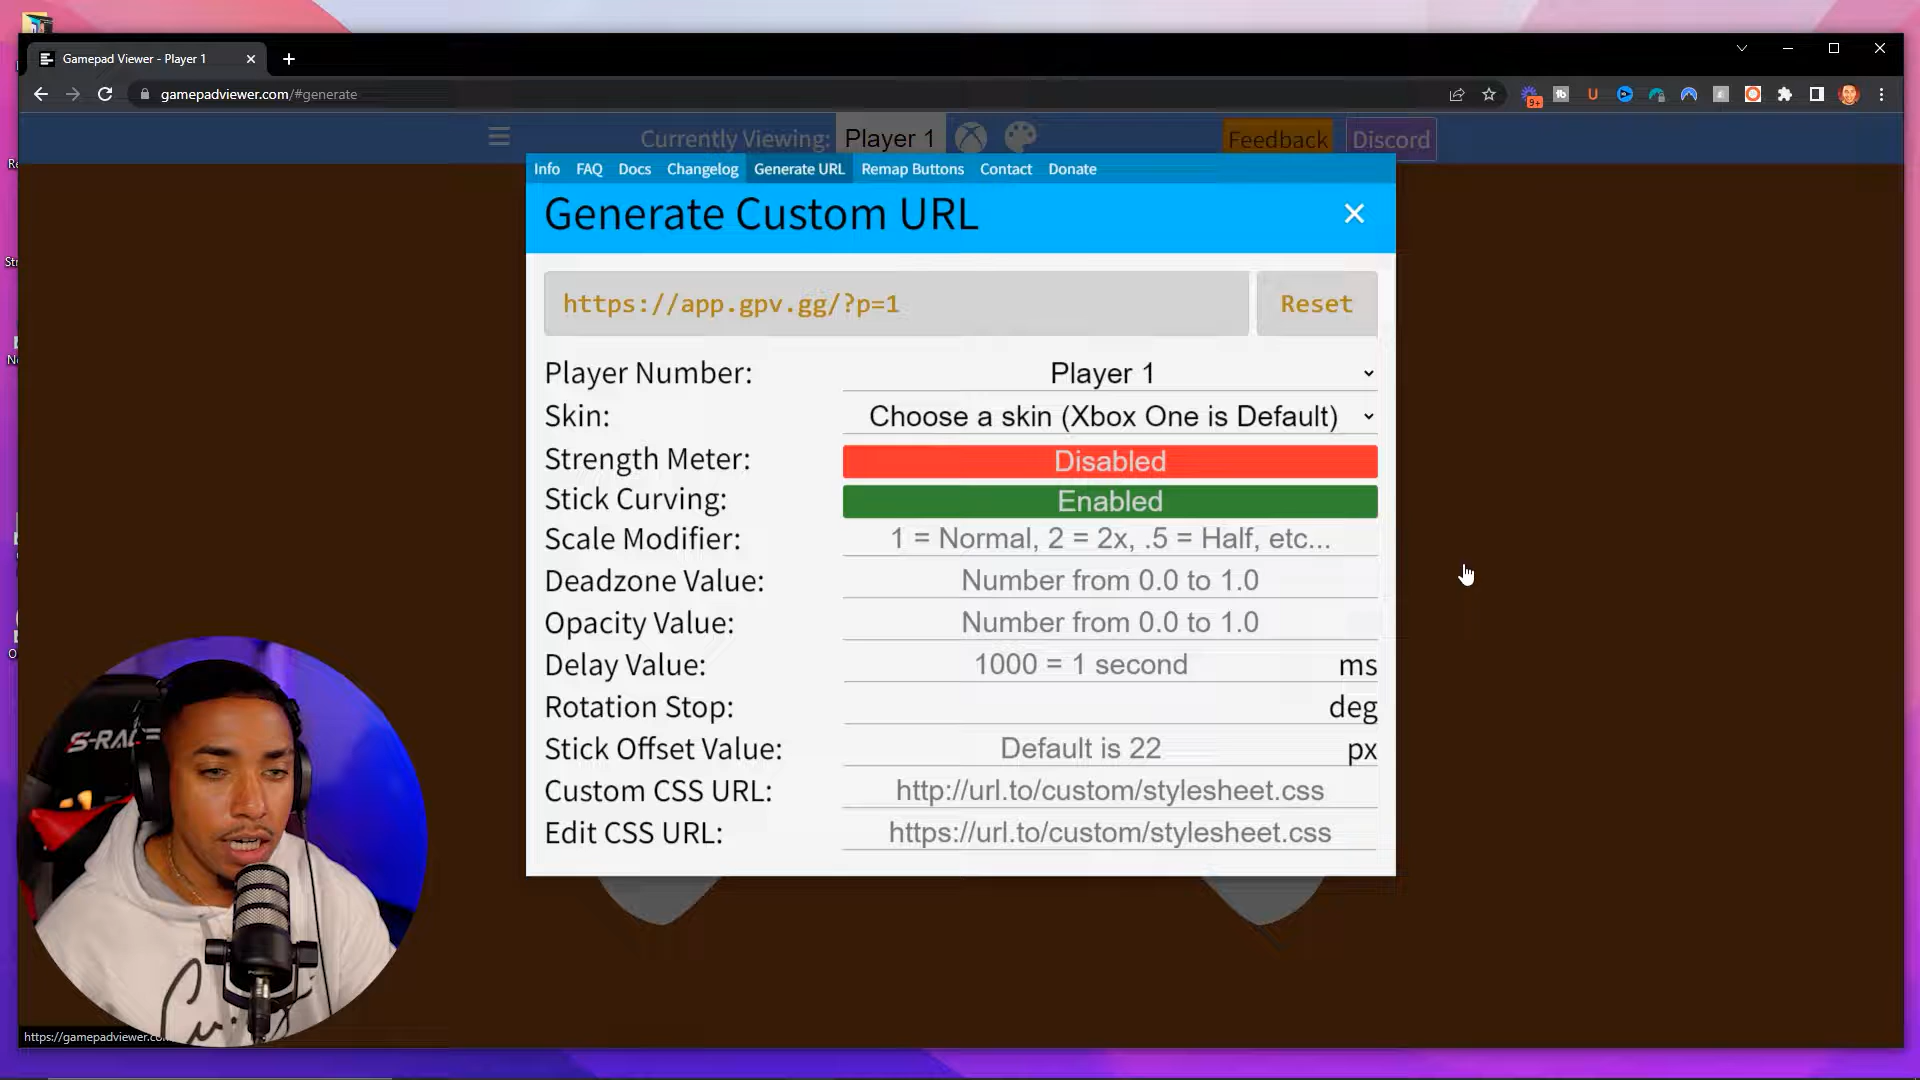 Gamepad Viewer - Player 1
gamepadviewer.com/#generate
9+
Currently Viewing: Player 1
Feedback
Discord
Info FAQ Docs Changelog Generate URL Remap Buttons Contact Donate
Generate Custom URL
https://app.gpv.gg/?p=1
Reset
Player Number: Player 1
Skin: Choose a skin (Xbox One is Default)
Strength Meter: Disabled
Stick Curving: Enabled
Scale Modifier: 1 = Normal, 2 = 2x, .5 = Half, etc...
Deadzone Value: Number from 0.0 to 1.0
Opacity Value: Number from 0.0 to 1.0
Delay Value: 1000 = 1 second ms
Rotation Stop: deg
Stick Offset Value: Default is 22 px
Custom CSS URL: http://url.to/custom/stylesheet.css
Edit CSS URL: https://url.to/custom/stylesheet.css
https://gamepadviewer.co